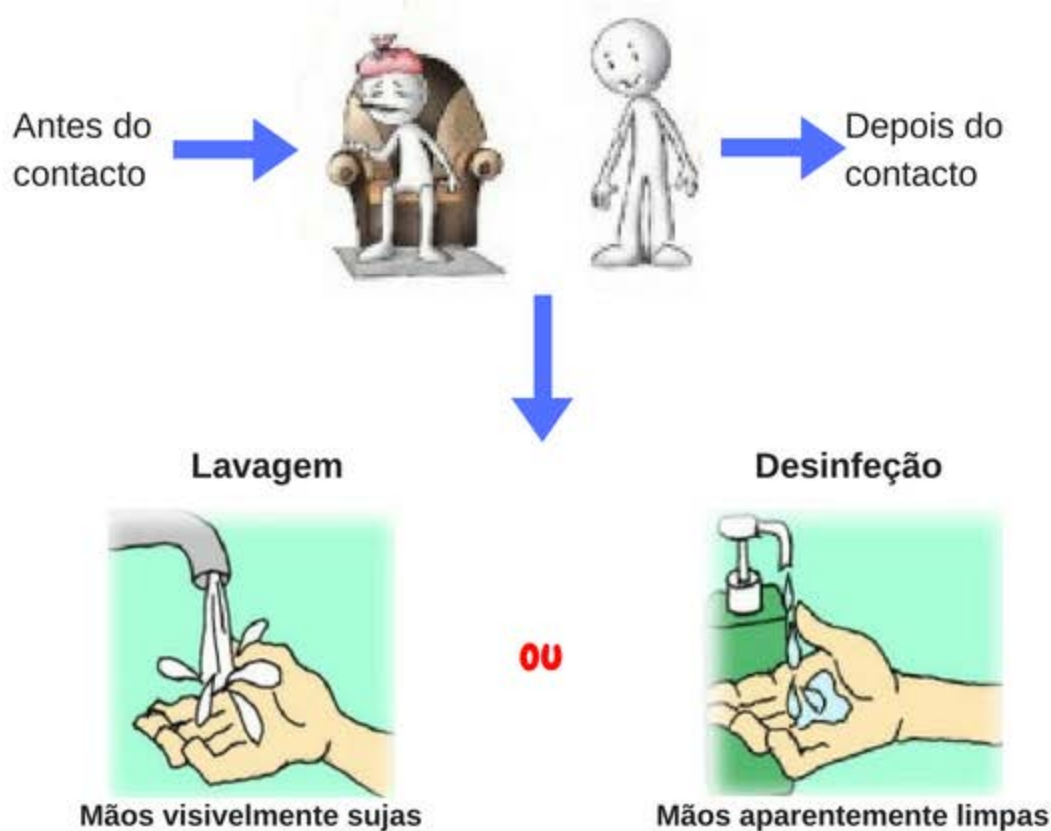 Antes do
contacto
Depois do
contacto
Lavagem
Desinfeção
ou
Mãos visivelmente sujas
Mãos aparentemente limpas